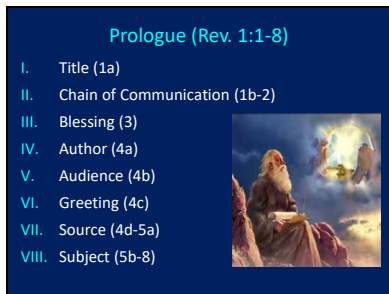 Prologue (Rev. 1:1-8)
I. Title (1a)
II. Chain of Communication (1b-2)
III. Blessing (3)
IV. Author (4a)
V. Audience (4b)
VI. Greeting (4c)
VII. Source (4d-5a)
VIII. Subject (5b-8)